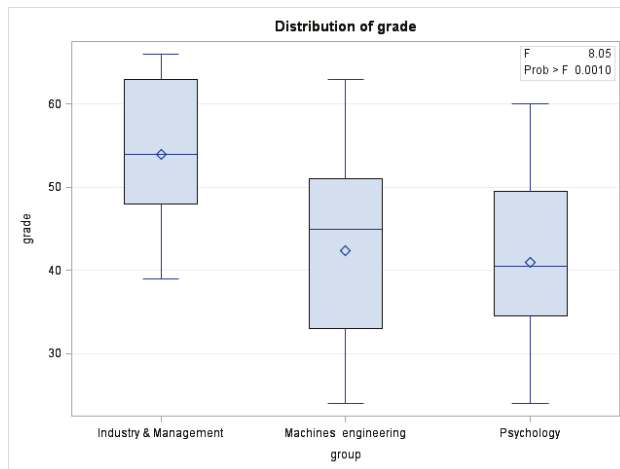 Distribution of grade
F 8.05
Prob > F 0.0010
60
50
40
30
grade
Industry & Management Machines engineering Psychology
group